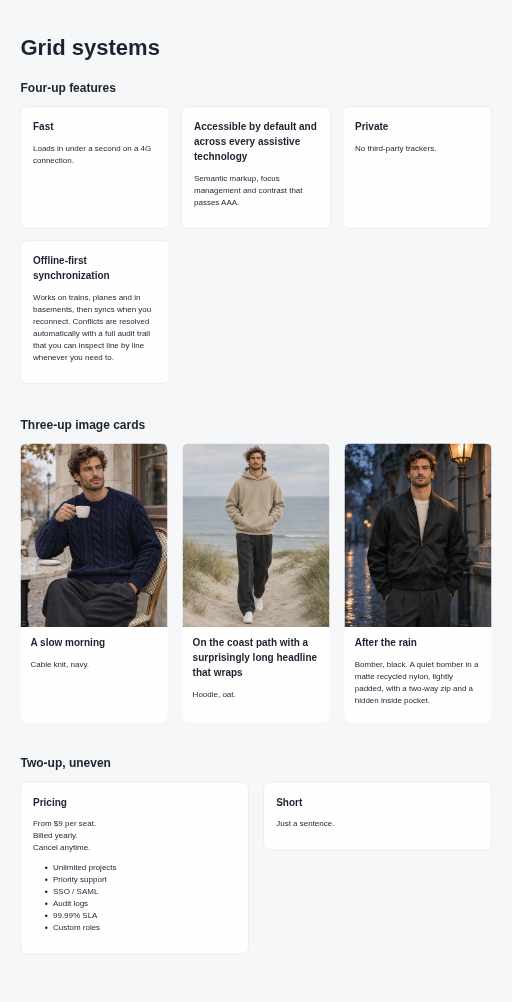 Grid systems
Four-up features
Fast
Loads in under a second on a 4G
connection.
Accessible by default and
across every assistive
technology
Semantic markup, focus
management and contrast that
passes AAA.
Private
No third-party trackers.
Offline-first
synchronization
Works on trains, planes and in
basements, then syncs when you
reconnect. Conflicts are resolved
automatically with a full audit trail
that you can inspect line by line
whenever you need to.
Three-up image cards
A slow morning
Cable knit, navy.
On the coast path with a
surprisingly long headline
that wraps
Hoodie, oat.
After the rain
Bomber, black. A quiet bomber in a
matte recycled nylon, lightly
padded, with a two-way zip and a
hidden inside pocket.
Two-up, uneven
Pricing
From $9 per seat.
Billed yearly.
Cancel anytime.
• Unlimited projects
• Priority support
• SSO / SAML
• Audit logs
• 99.99% SLA
• Custom roles
Short
Just a sentence.